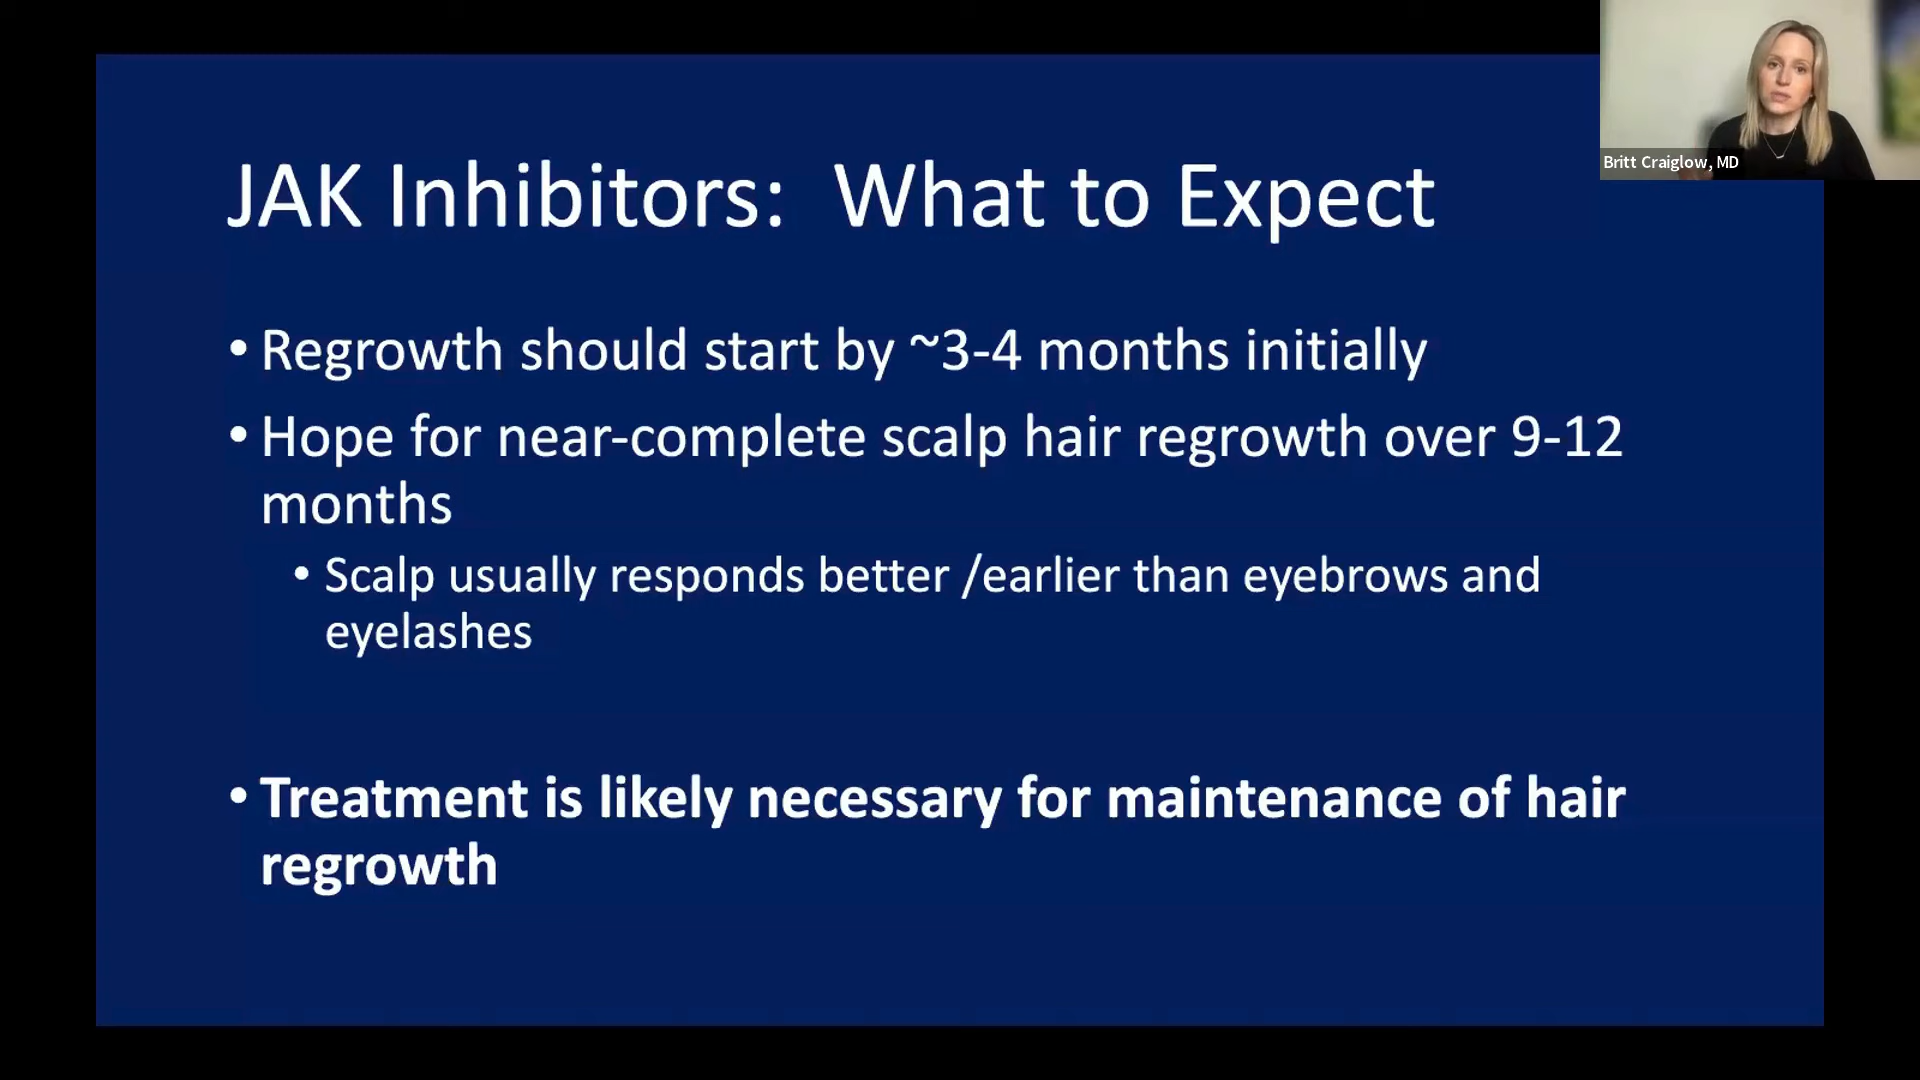 Britt Craiglow, MD
JAK Inhibitors: What to Expect
• Regrowth should start by ~3-4 months initially
• Hope for near-complete scalp hair regrowth over 9-12
months
• Scalp usually responds better /earlier than eyebrows and
eyelashes
• Treatment is likely necessary for maintenance of hair
regrowth